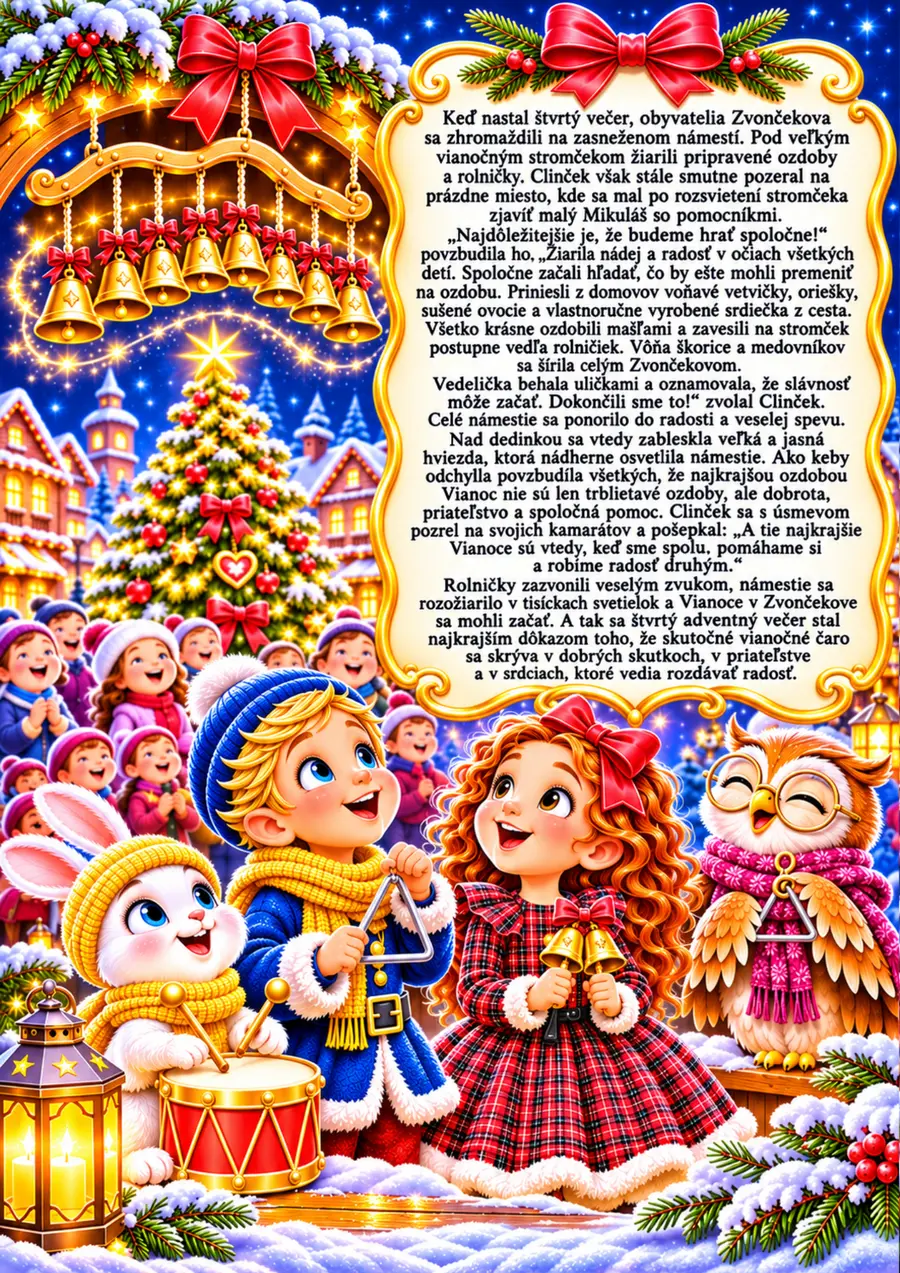 Keď nastal štvrtý večer, obyvatelia Zvončekova
sa zhromaždili na zasneženom námestí. Pod veľkým
vianočným stromčekom žiarili pripravené ozdoby
a rolničky. Clinček však stále smutne pozeral na
prázdne miesto, kde sa mal po rozsvietení stromčeka
zjaviť malý Mikuláš so pomocníkmi.
„Najdôležitejšie je, že budeme hrať spoločne!“
povzbudila ho, „Žiarila nádej a radosť v očiach všetkých
detí. Spoločne začali hľadať, čo by ešte mohli premeniť
na ozdobu. Priniesli z domovov voňavé vetvičky, oriešky,
sušené ovocie a vlastnoručne vyrobené srdiečka z cesta.
Všetko krásne ozdobili mašľami a zavesili na stromček
postupne vedľa rolničiek. Vôňa škorice a medovníkov
sa šírila celým Zvončekovom.
Vedelička behala uličkami a oznamovala, že slávnosť
môže začať. Dokončili sme to!“ zvolal Clinček.
Celé námestie sa ponorilo do radosti a veselej spevu.
Nad dedinkou sa vtedy zableskla veľká a jasná
hviezda, ktorá nádherne osvetlila námestie. Ako keby
odchylla povzbudila všetkých, že najkrajšou ozdobou
Vianoc nie sú len trblietavé ozdoby, ale dobrota,
priateľstvo a spoločná pomoc. Clinček sa s úsmevom
pozrel na svojich kamarátov a pošepkal: „A tie najkrajšie
Vianoce sú vtedy, keď sme spolu, pomáhame si
a robíme radosť druhým.“
Rolničky zazvonili veselým zvukom, námestie sa
rozožiarilo v tisíckach svetielok a Vianoce v Zvončekove
sa mohli začať. A tak sa štvrtý adventný večer stal
najkrajším dôkazom toho, že skutočné vianočné čaro
sa skrýva v dobrých skutkoch, v priateľstve
a v srdciach, ktoré vedia rozdávať radosť.